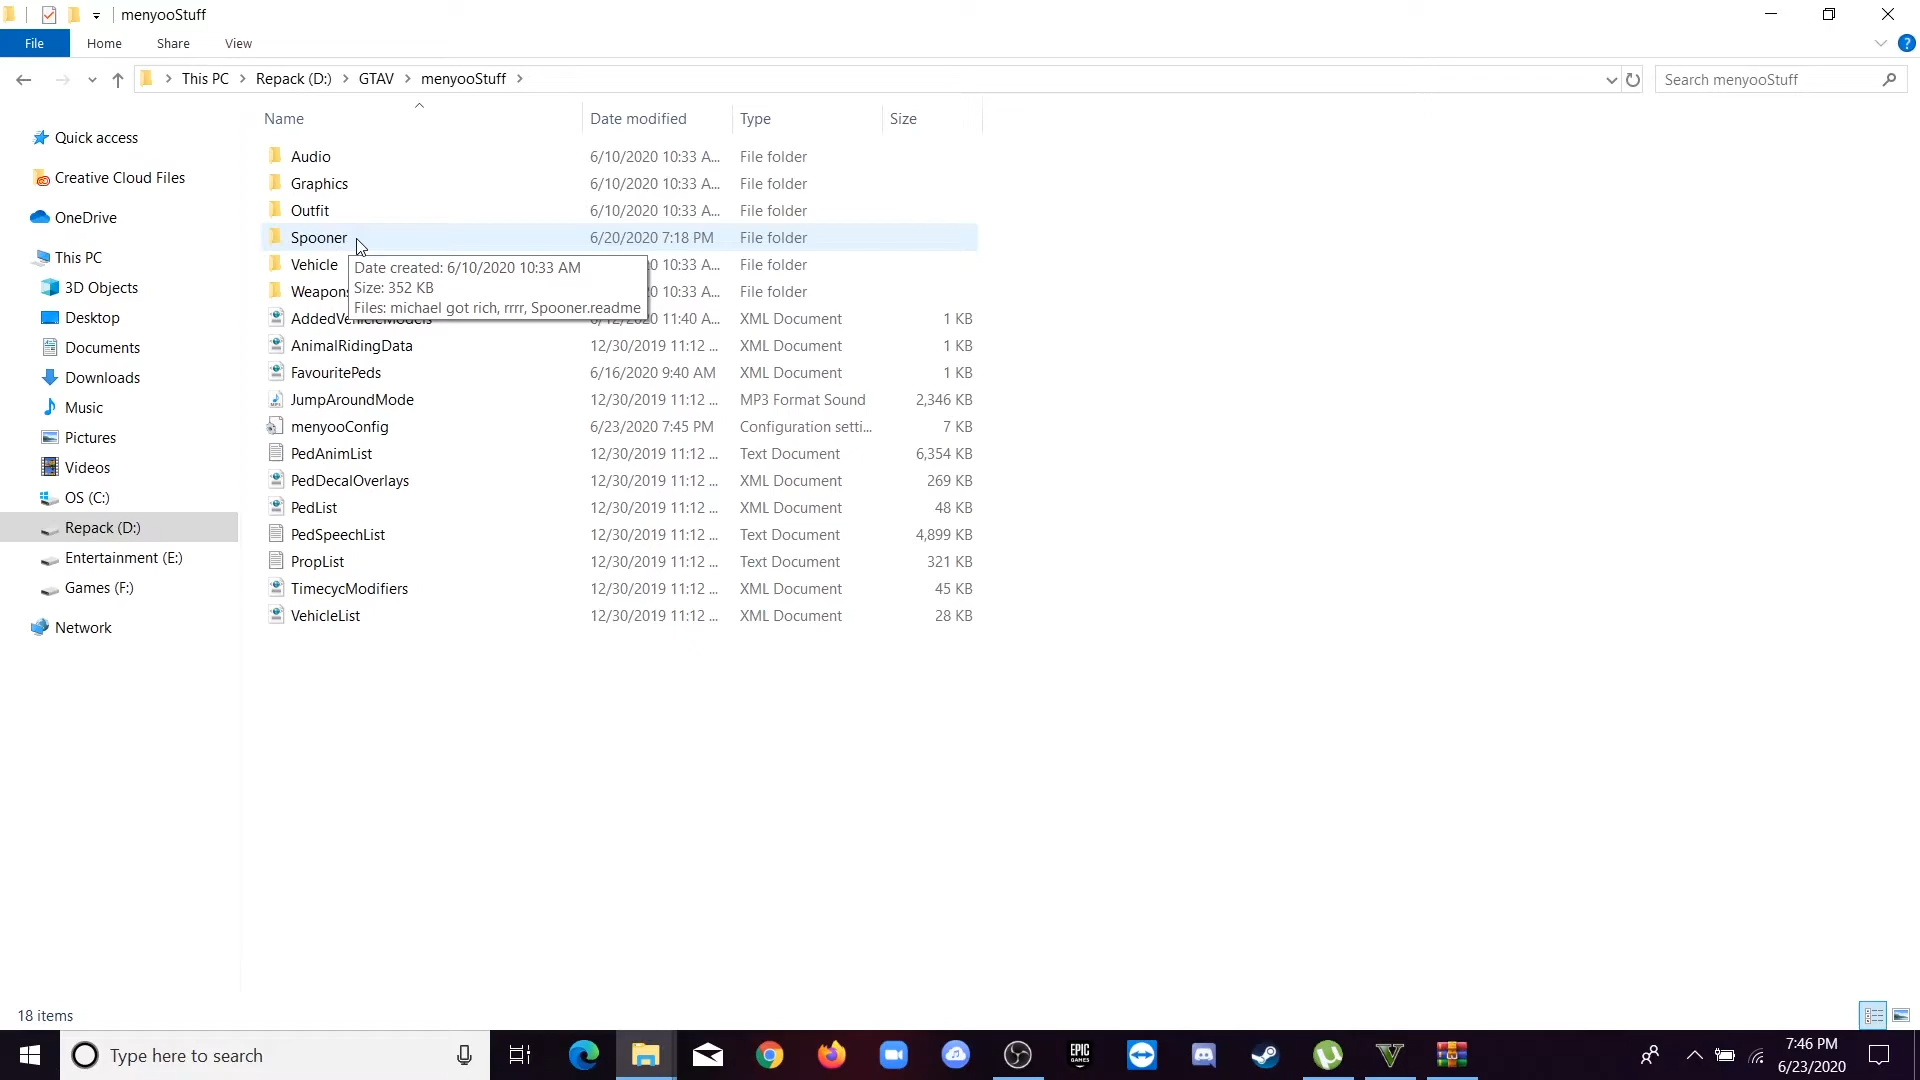 menyooStuff
File Home Share View
This PC Repack (D:) GTAV menyooStuff
Search menyooStuff
Name Date modified Type Size
Quick access
Creative Cloud Files
OneDrive
This PC
3D Objects
Desktop
Documents
Downloads
Music
Pictures
Videos
OS (C:)
Repack (D:)
Entertainment (E:)
Games (F:)
Network
Audio 6/10/2020 10:33 A... File folder
Graphics 6/10/2020 10:33 A... File folder
Outfit 6/10/2020 10:33 A... File folder
Spooner 6/20/2020 7:18 PM File folder
Vehicle 0 10:33 A... File folder
Weapons 0 10:33 A... File folder
Date created: 6/10/2020 10:33 AM
Size: 352 KB
Files: michael got rich, rrrr, Spooner.readme
AddedVehicleModels 6/12/2020 11:40 A... XML Document 1 KB
AnimalRidingData 12/30/2019 11:12 ... XML Document 1 KB
FavouritePeds 6/16/2020 9:40 AM XML Document 1 KB
JumpAroundMode 12/30/2019 11:12 ... MP3 Format Sound 2,346 KB
menyooConfig 6/23/2020 7:45 PM Configuration setti... 7 KB
PedAnimList 12/30/2019 11:12 ... Text Document 6,354 KB
PedDecalOverlays 12/30/2019 11:12 ... XML Document 269 KB
PedList 12/30/2019 11:12 ... XML Document 48 KB
PedSpeechList 12/30/2019 11:12 ... Text Document 4,899 KB
PropList 12/30/2019 11:12 ... Text Document 321 KB
TimecycModifiers 12/30/2019 11:12 ... XML Document 45 KB
VehicleList 12/30/2019 11:12 ... XML Document 28 KB
18 items
Type here to search
EPIC
GAMES
7:46 PM
6/23/2020